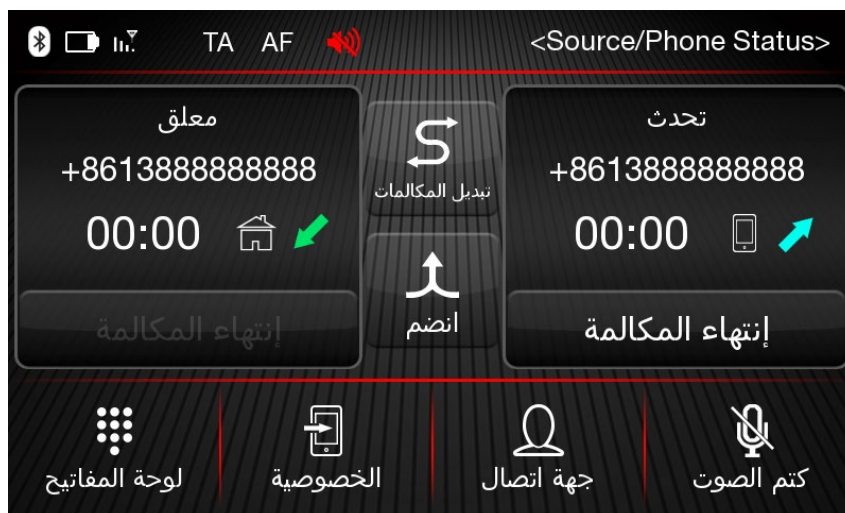 TA AF <Source/Phone Status>
تحدث
+8613888888888
00:00
إنتهاء المكالمة
تبديل المكالمات
انضم
معلق
+8613888888888
00:00
إنتهاء المكالمة
كتم الصوت
جهة اتصال
الخصوصية
لوحة المفاتيح